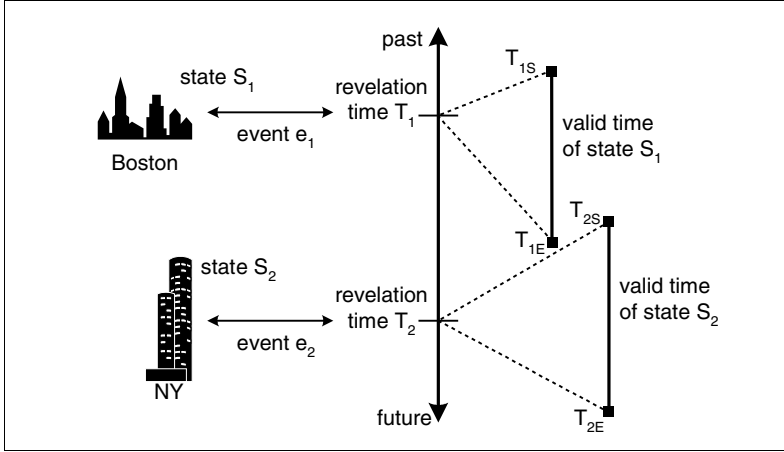 past
state S₁
T₁S
revelation
time T₁
event e₁
valid time
of state S₁
Boston
T₂S
T₁E
state S₂
revelation
time T₂
valid time
of state S₂
event e₂
NY
future
T₂E